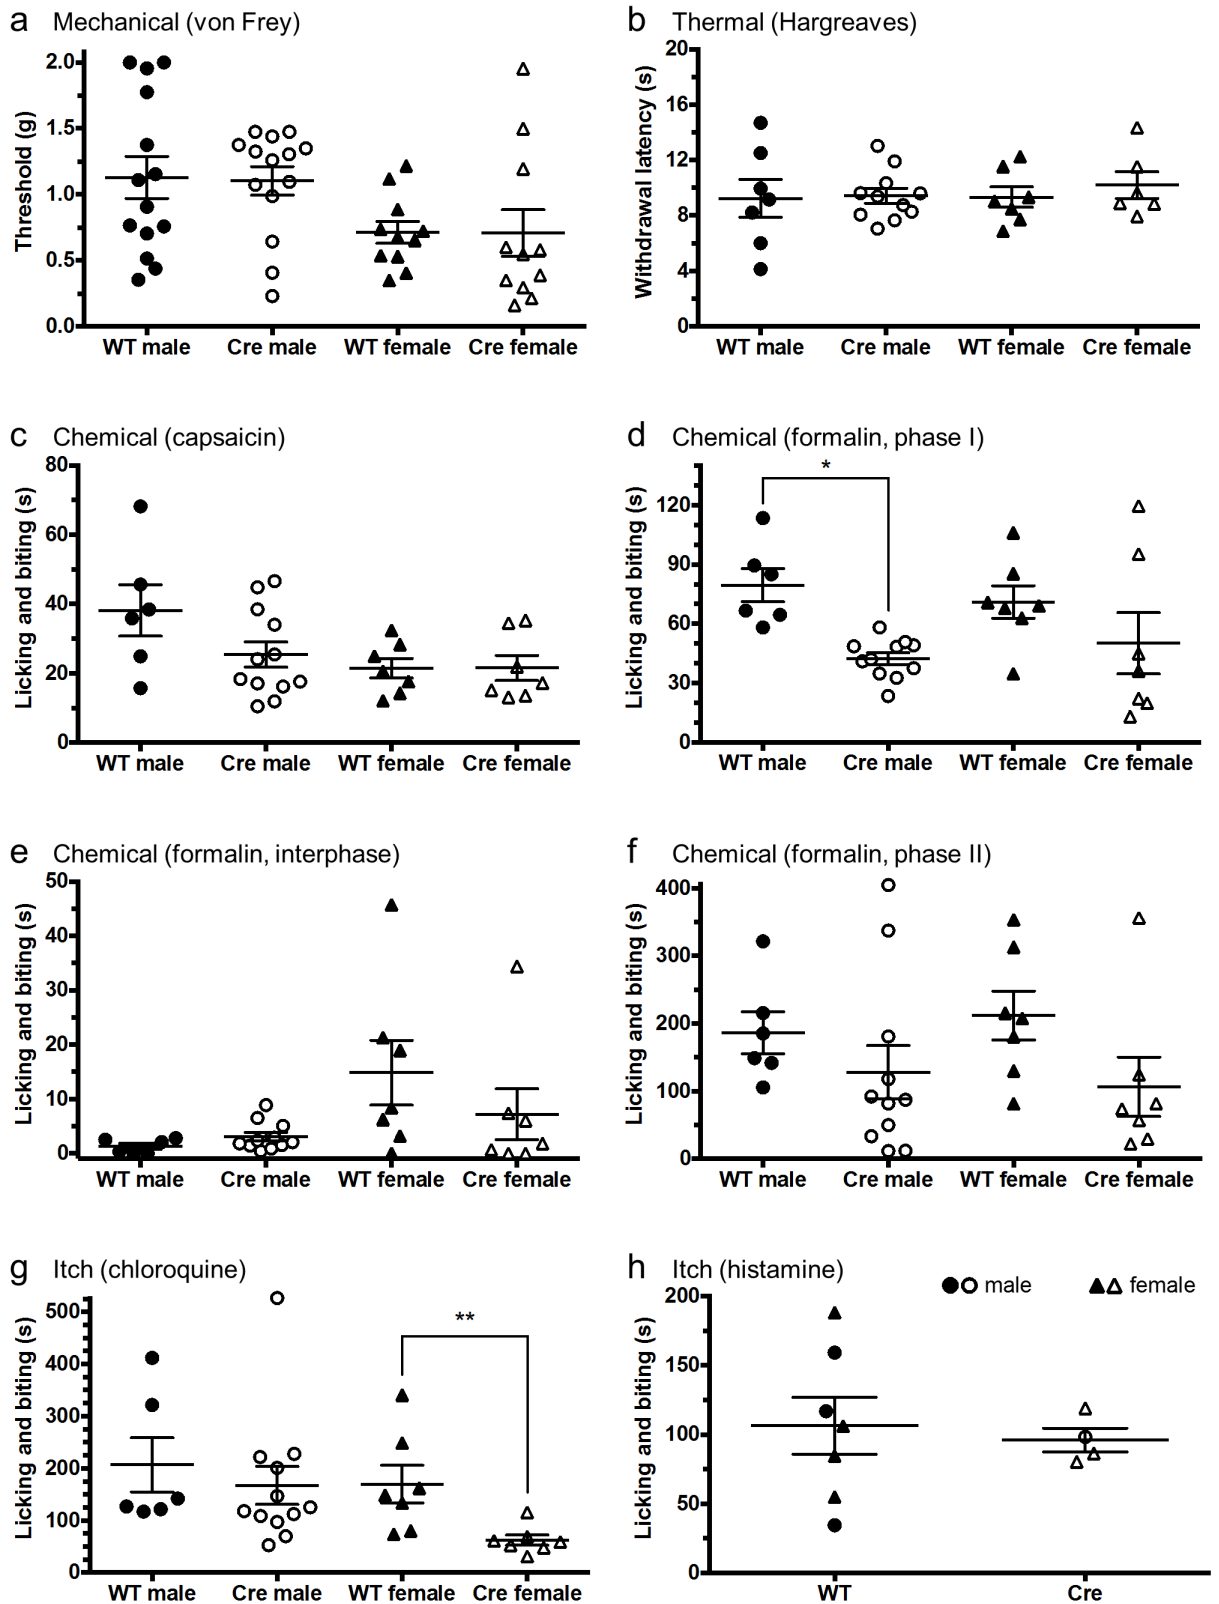 a Mechanical (von Frey)
Threshold (g)
2.0
1.5
1.0
0.5
0.0
WT male Cre male WT female Cre female
b Thermal (Hargreaves)
Withdrawal latency (s)
20
16
12
8
4
0
WT male Cre male WT female Cre female
c Chemical (capsaicin)
Licking and biting (s)
80
60
40
20
0
WT male Cre male WT female Cre female
d Chemical (formalin, phase I)
Licking and biting (s)
120
90
60
30
0
*
WT male Cre male WT female Cre female
e Chemical (formalin, interphase)
Licking and biting (s)
50
40
30
20
10
0
WT male Cre male WT female Cre female
f Chemical (formalin, phase II)
Licking and biting (s)
400
300
200
100
0
WT male Cre male WT female Cre female
g Itch (chloroquine)
Licking and biting (s)
500
400
300
200
100
0
**
WT male Cre male WT female Cre female
h Itch (histamine)
male female
Licking and biting (s)
200
150
100
50
0
WT Cre